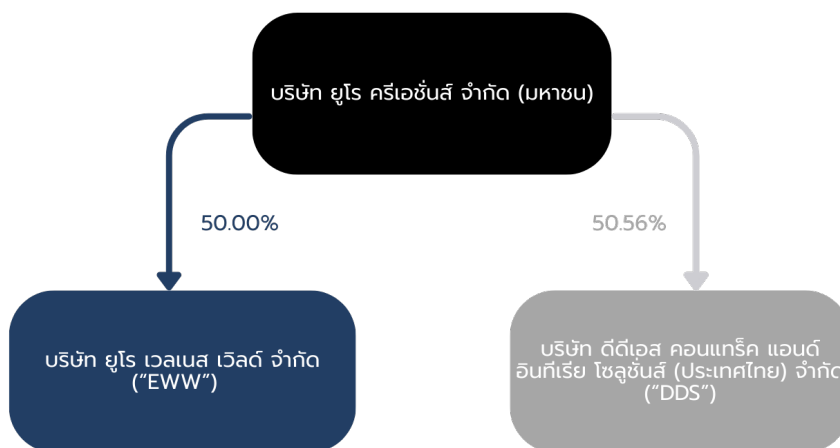 บริษัท ยูโร ครีเอชั่นส์ จำกัด (มหาชน)
50.00%
50.56%
บริษัท ยูโร เวลเนส เวิลด์ จำกัด
(“EWW”)
บริษัท ดีดีเอส คอนแทร็ค แอนด์
อินทีเรีย โซลูชั่นส์ (ประเทศไทย) จำกัด
(“DDS”)